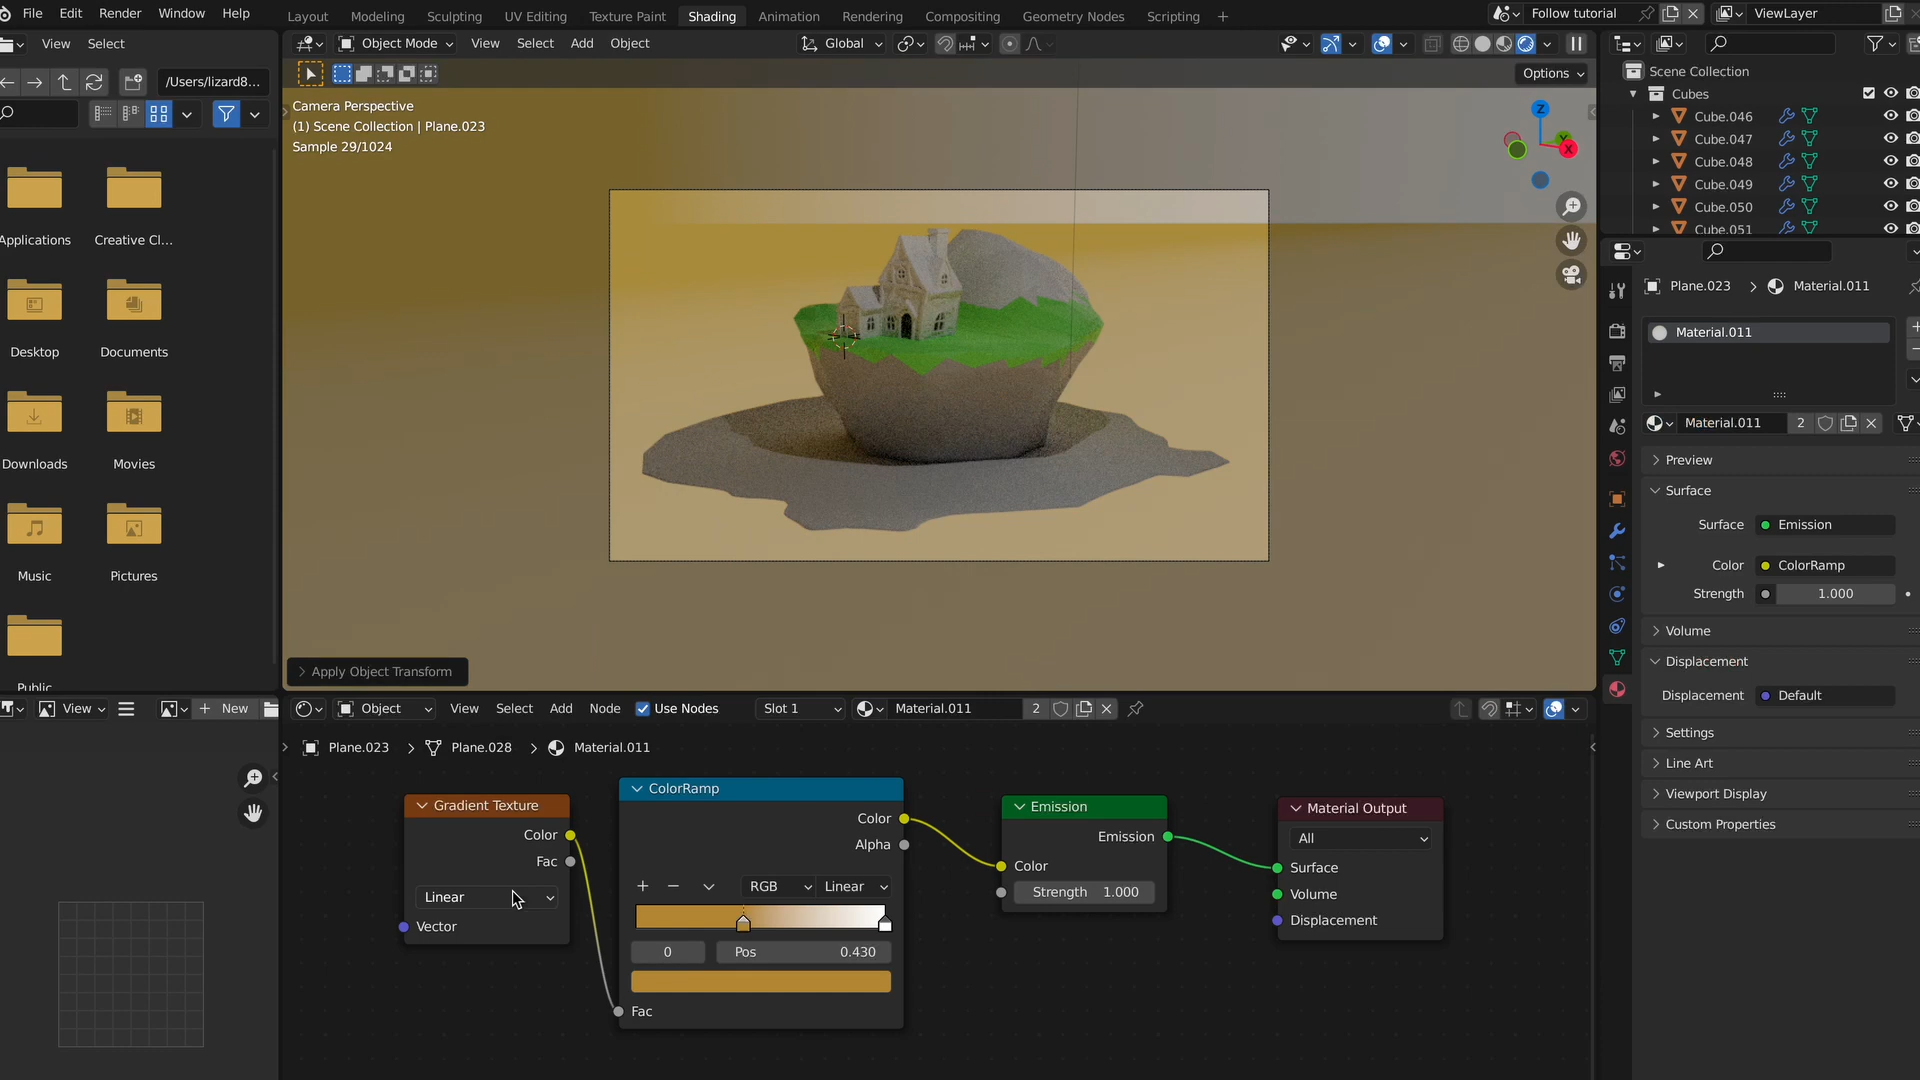 File Edit Render Window Help
Layout Modeling Sculpting UV Editing Texture Paint Shading Animation Rendering Compositing Geometry Nodes Scripting +
Follow tutorial
ViewLayer
View Select
Object Mode View Select Add Object
Global
/Users/lizard8...
Options
Applications
Creative Cl...
Desktop
Documents
Downloads
Movies
Music
Pictures
Public
Camera Perspective
(1) Scene Collection | Plane.023
Sample 29/1024
Z
Y
X
Apply Object Transform
Scene Collection
Cubes
Cube.046
Cube.047
Cube.048
Cube.049
Cube.050
Cube.051
Plane.023 > Material.011
Material.011
Material.011 2
Preview
Surface
Surface Emission
Color ColorRamp
Strength 1.000
Volume
Displacement
Displacement Default
Settings
Line Art
Viewport Display
Custom Properties
View
+ New
Object View Select Add Node Use Nodes Slot 1 Material.011 2
Plane.023 > Plane.028 > Material.011
Gradient Texture
Color
Fac
Linear
Vector
ColorRamp
Color
Alpha
+ − RGB Linear
0 Pos 0.430
Fac
Emission
Emission
Color
Strength 1.000
Material Output
All
Surface
Volume
Displacement